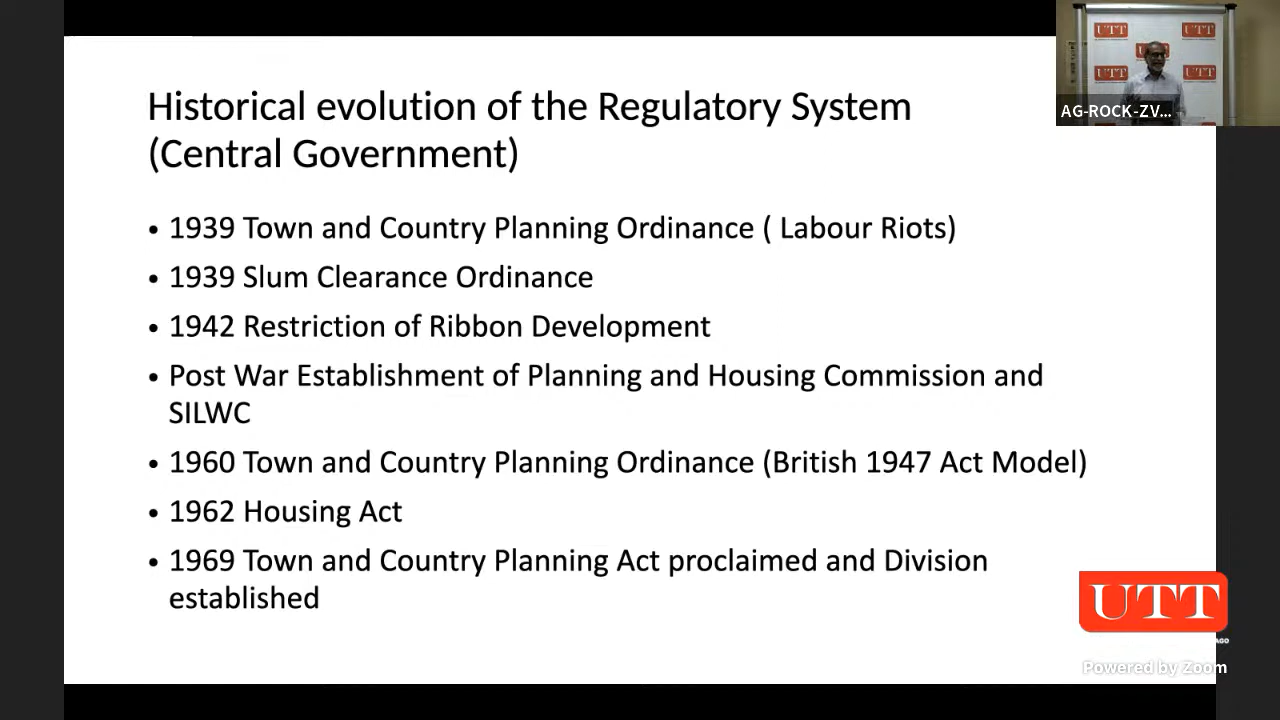 Historical evolution of the Regulatory System
(Central Government)
• 1939 Town and Country Planning Ordinance ( Labour Riots)
• 1939 Slum Clearance Ordinance
• 1942 Restriction of Ribbon Development
• Post War Establishment of Planning and Housing Commission and
SILWC
• 1960 Town and Country Planning Ordinance (British 1947 Act Model)
• 1962 Housing Act
• 1969 Town and Country Planning Act proclaimed and Division
established
UTT UTT
UTT
UTT UTT
AG-ROCK-ZV...
UTT
AGO
Powered by Zoom